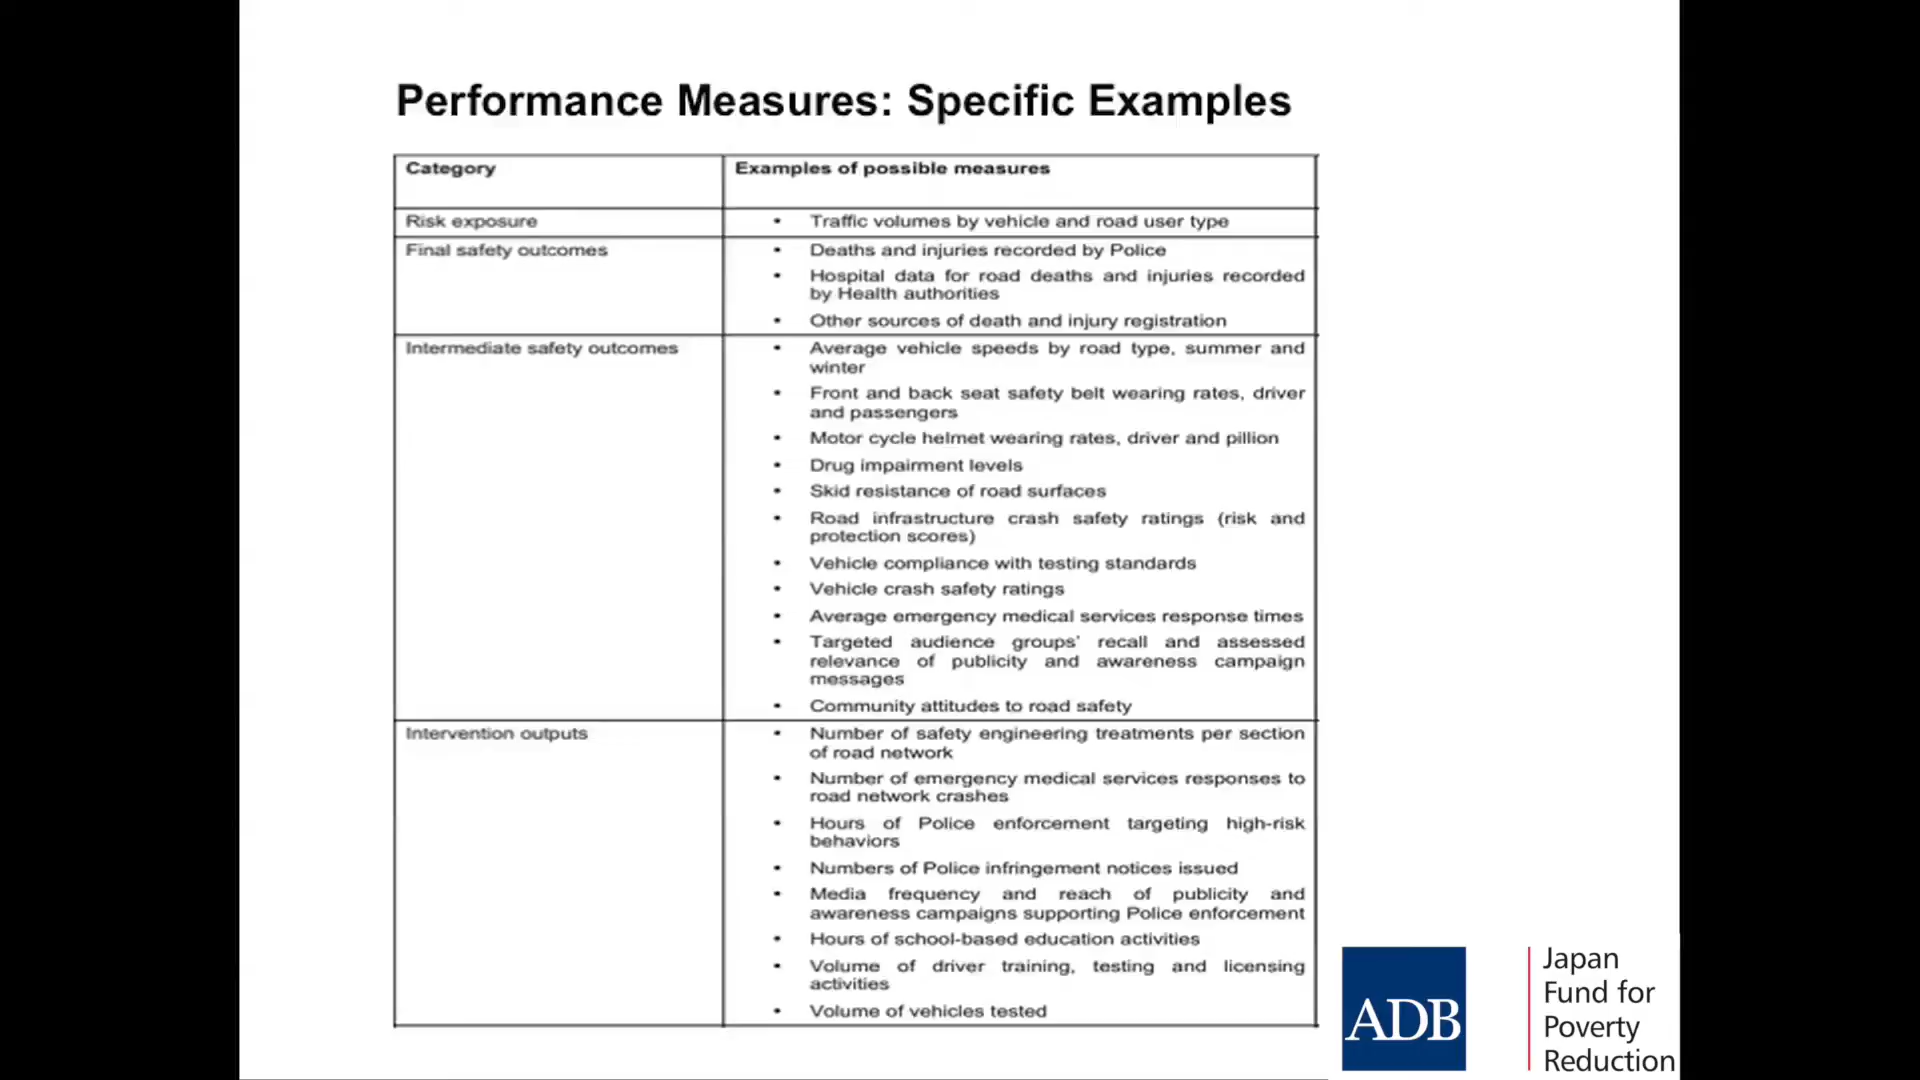 Performance Measures: Specific Examples
Category
Examples of possible measures
Risk exposure
• Traffic volumes by vehicle and road user type
Final safety outcomes
• Deaths and injuries recorded by Police
• Hospital data for road deaths and injuries recorded
by Health authorities
• Other sources of death and injury registration
Intermediate safety outcomes
• Average vehicle speeds by road type, summer and
winter
• Front and back seat safety belt wearing rates, driver
and passengers
• Motor cycle helmet wearing rates, driver and pillion
• Drug impairment levels
• Skid resistance of road surfaces
• Road infrastructure crash safety ratings (risk and
protection scores)
• Vehicle compliance with testing standards
• Vehicle crash safety ratings
• Average emergency medical services response times
• Targeted audience groups' recall and assessed
relevance of publicity and awareness campaign
messages
• Community attitudes to road safety
Intervention outputs
• Number of safety engineering treatments per section
of road network
• Number of emergency medical services responses to
road network crashes
• Hours of Police enforcement targeting high-risk
behaviors
• Numbers of Police infringement notices issued
• Media frequency and reach of publicity and
awareness campaigns supporting Police enforcement
• Hours of school-based education activities
• Volume of driver training, testing and licensing
activities
• Volume of vehicles tested
ADB
Japan
Fund for
Poverty
Reduction